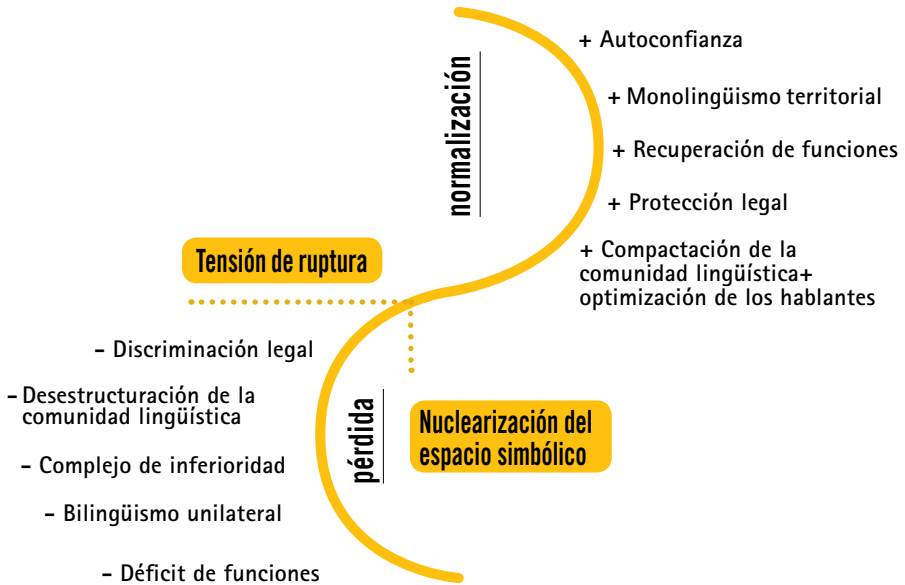 + Autoconfianza
normalización
+ Monolingüismo territorial
+ Recuperación de funciones
+ Protección legal
+ Compactación de la
comunidad lingüística+
optimización de los hablantes
Tensión de ruptura
- Discriminación legal
- Desestructuración de la
comunidad lingüística
pérdida
Nuclearización del
espacio simbólico
- Complejo de inferioridad
- Bilingüismo unilateral
- Déficit de funciones